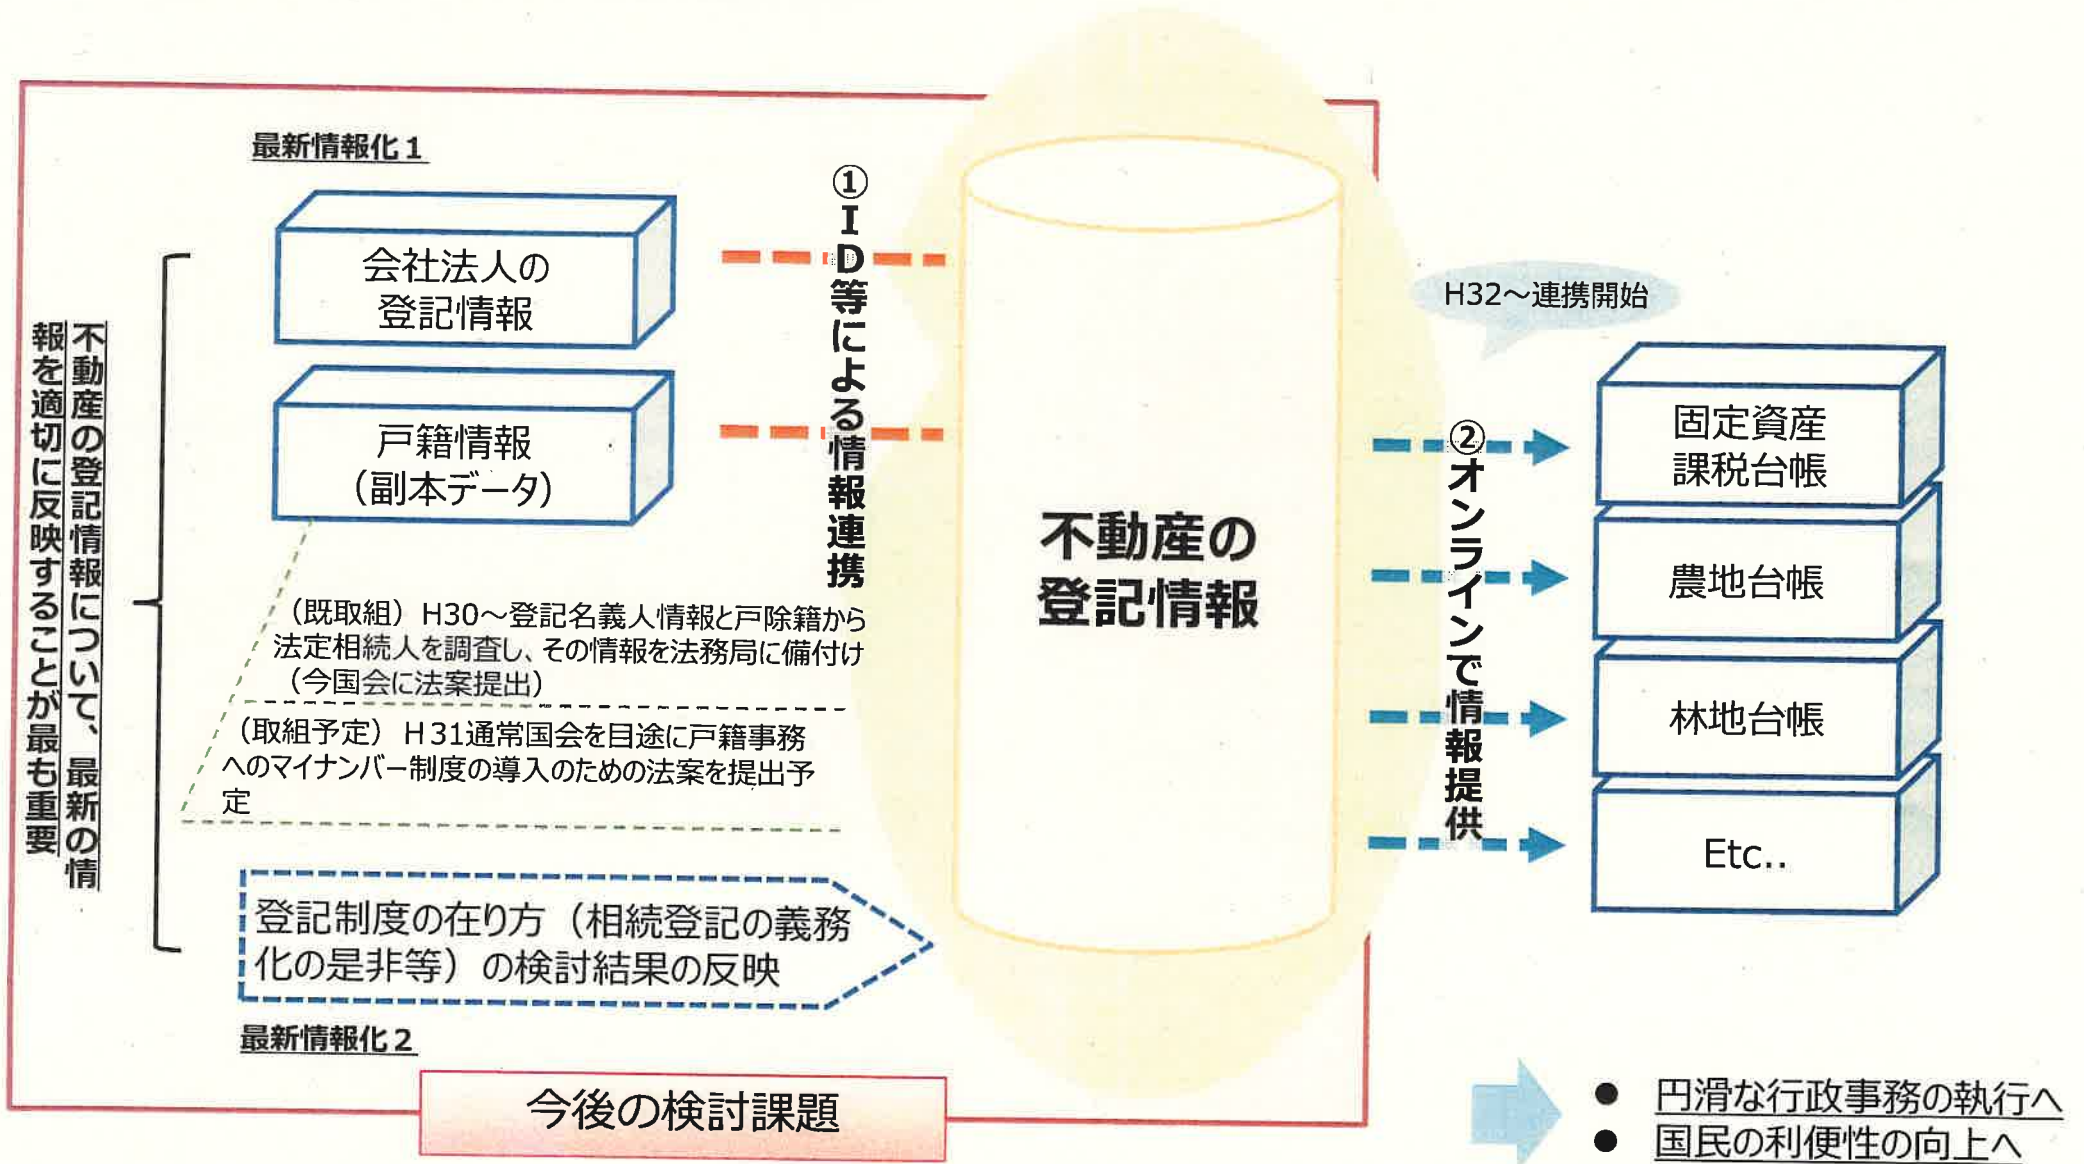 最新情報化１
会社法人の
登記情報
戸籍情報
（副本データ）
①ＩＤ等による情報連携
不動産の登記情報について、最新の情
報を適切に反映することが最も重要
（既取組）H30～登記名義人情報と戸除籍から
法定相続人を調査し、その情報を法務局に備付け
（今国会に法案提出）
（取組予定）Ｈ31通常国会を目途に戸籍事務
へのマイナンバー制度の導入のための法案を提出予
定
登記制度の在り方（相続登記の義務
化の是非等）の検討結果の反映
最新情報化２
今後の検討課題
不動産の
登記情報
H32～連携開始
②オンラインで情報提供
固定資産
課税台帳
農地台帳
林地台帳
Etc..
● 円滑な行政事務の執行へ
● 国民の利便性の向上へ